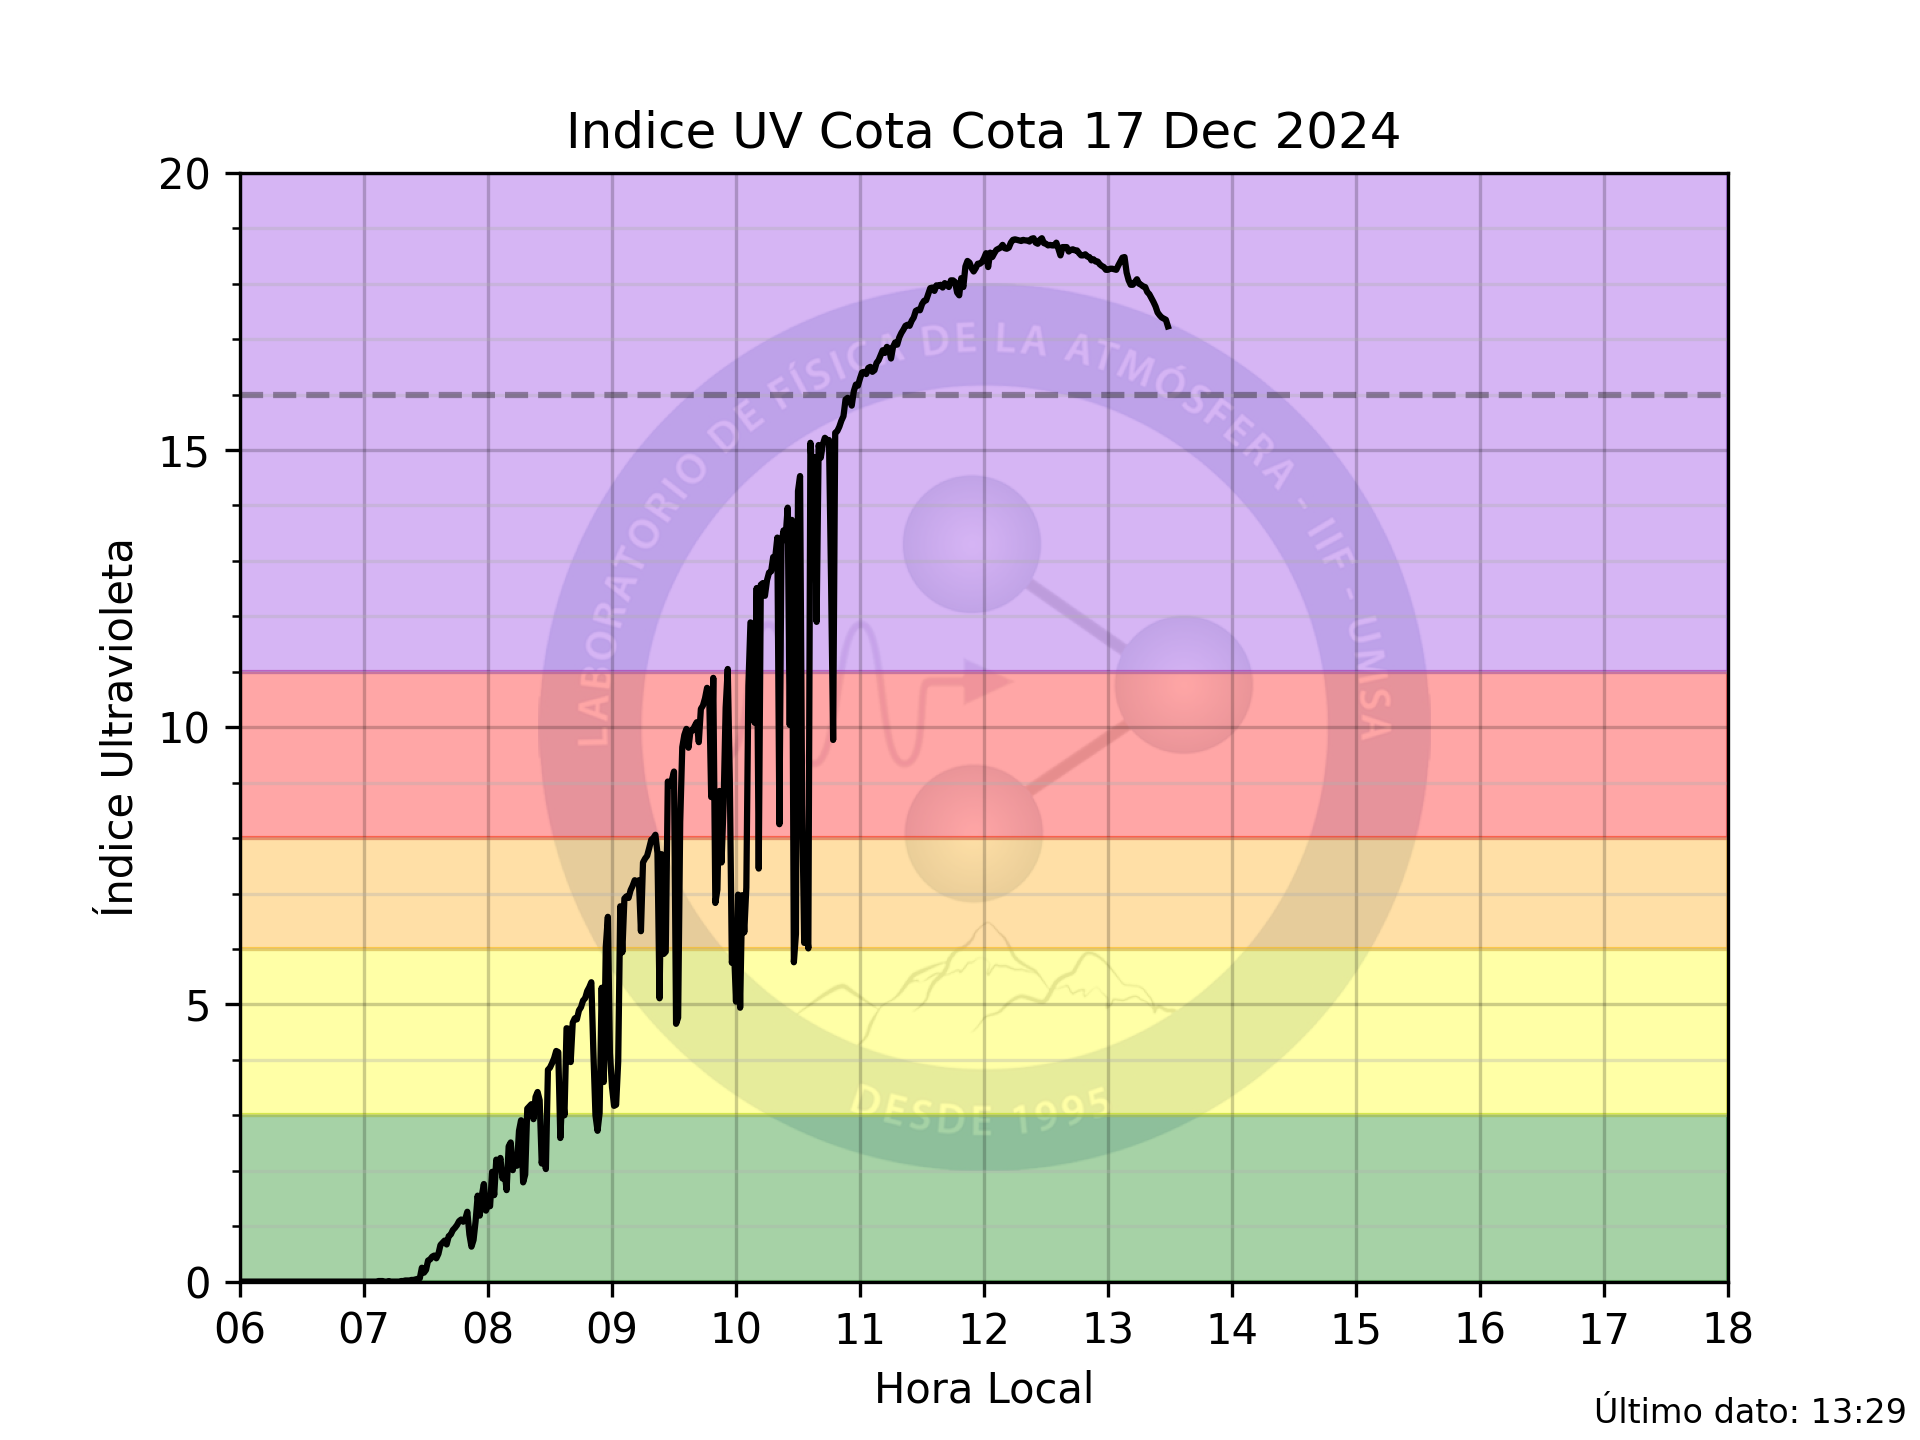 Indice UV Cota Cota 17 Dec 2024
20
15
10
5
0
Índice Ultravioleta
LABORATORIO DE FÍSICA DE LA ATMÓSFERA - IIF - UMSA
DESDE 1995
06 07 08 09 10 11 12 13 14 15 16 17 18
Hora Local
Último dato: 13:29